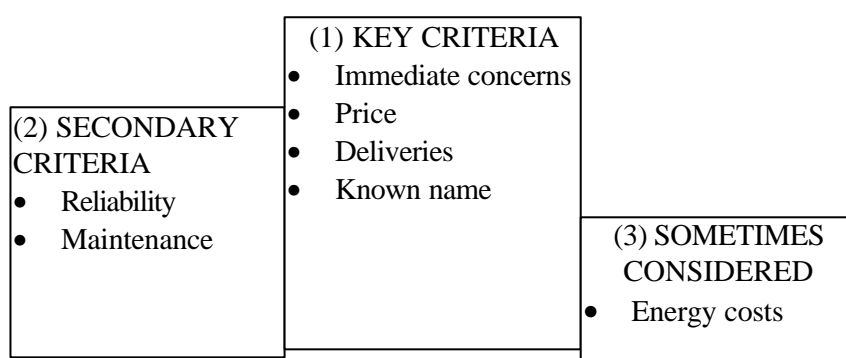 (1) KEY CRITERIA
• Immediate concerns
• Price
• Deliveries
• Known name
(2) SECONDARY
CRITERIA
• Reliability
• Maintenance
(3) SOMETIMES
CONSIDERED
• Energy costs